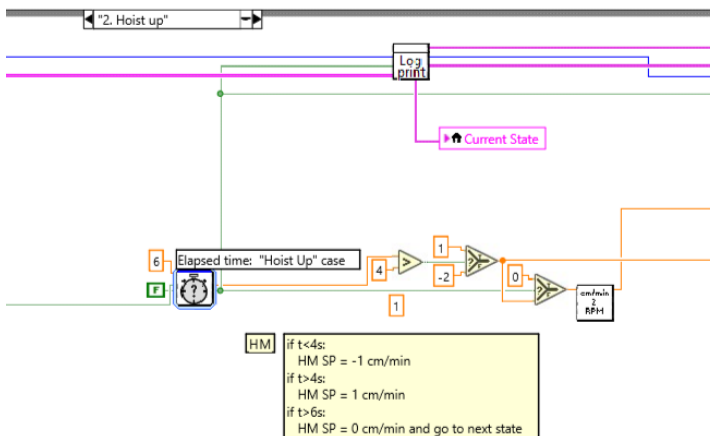 "2. Hoist up"
Log
print
Current State
6
Elapsed time: "Hoist Up" case
F
?
4
>
1
-2
?
0
?
cm/min
2
RPM
1
HM
if t<4s:
HM SP = -1 cm/min
if t>4s:
HM SP = 1 cm/min
if t>6s:
HM SP = 0 cm/min and go to next state